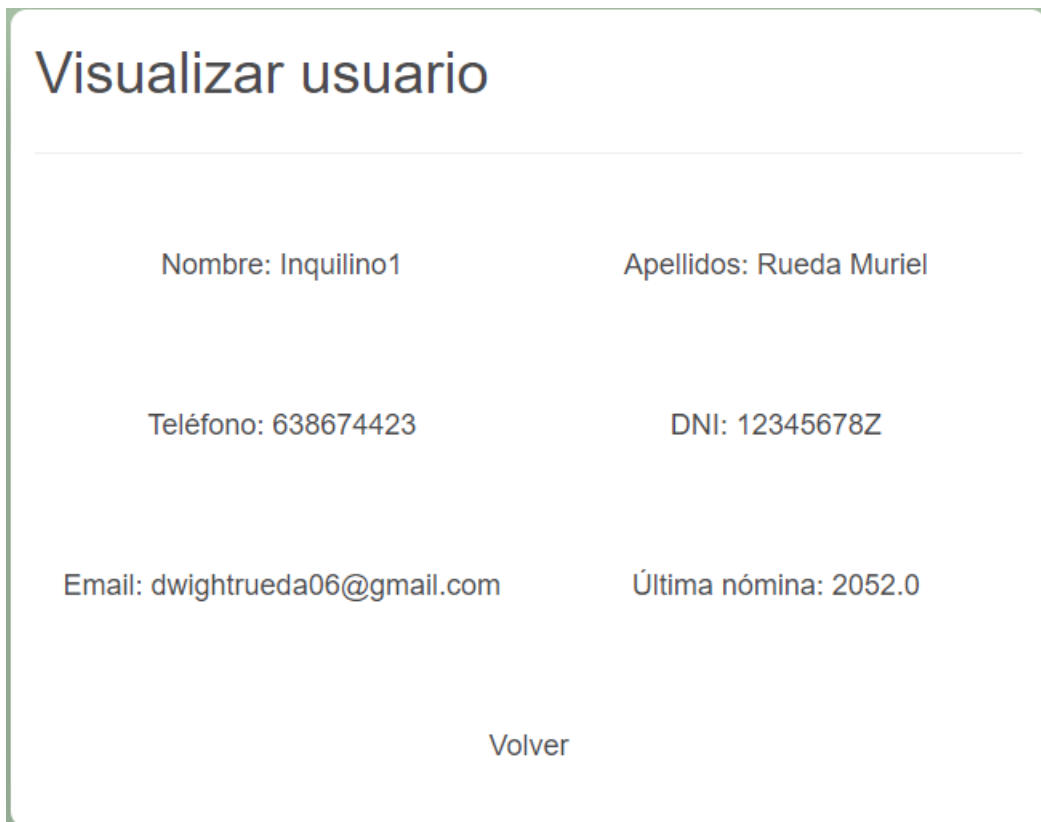 Visualizar usuario
Nombre: Inquilino1
Apellidos: Rueda Muriel
Teléfono: 638674423
DNI: 12345678Z
Email: dwightrueda06@gmail.com
Última nómina: 2052.0
Volver